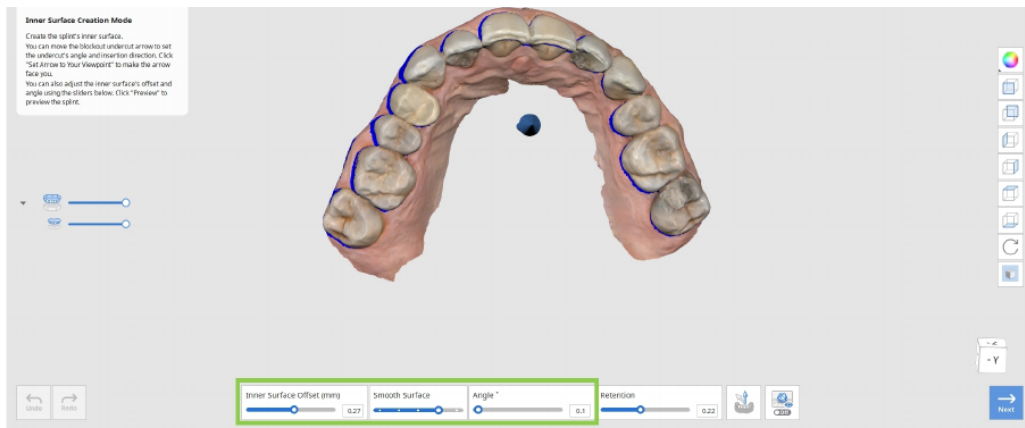 Inner Surface Creation Mode
Create the splint's inner surface.
You can move the blockout undercut arrow to set
the undercut's angle and insertion direction. Click
"Set Arrow to Your Viewpoint" to make the arrow
face you.
You can also adjust the inner surface's offset and
angle using the sliders below. Click "Preview" to
preview the splint.
- Y
Undo
Redo
Inner Surface Offset (mm)
0.27
Smooth Surface
Angle °
0.1
Retention
0.22
Off
Next